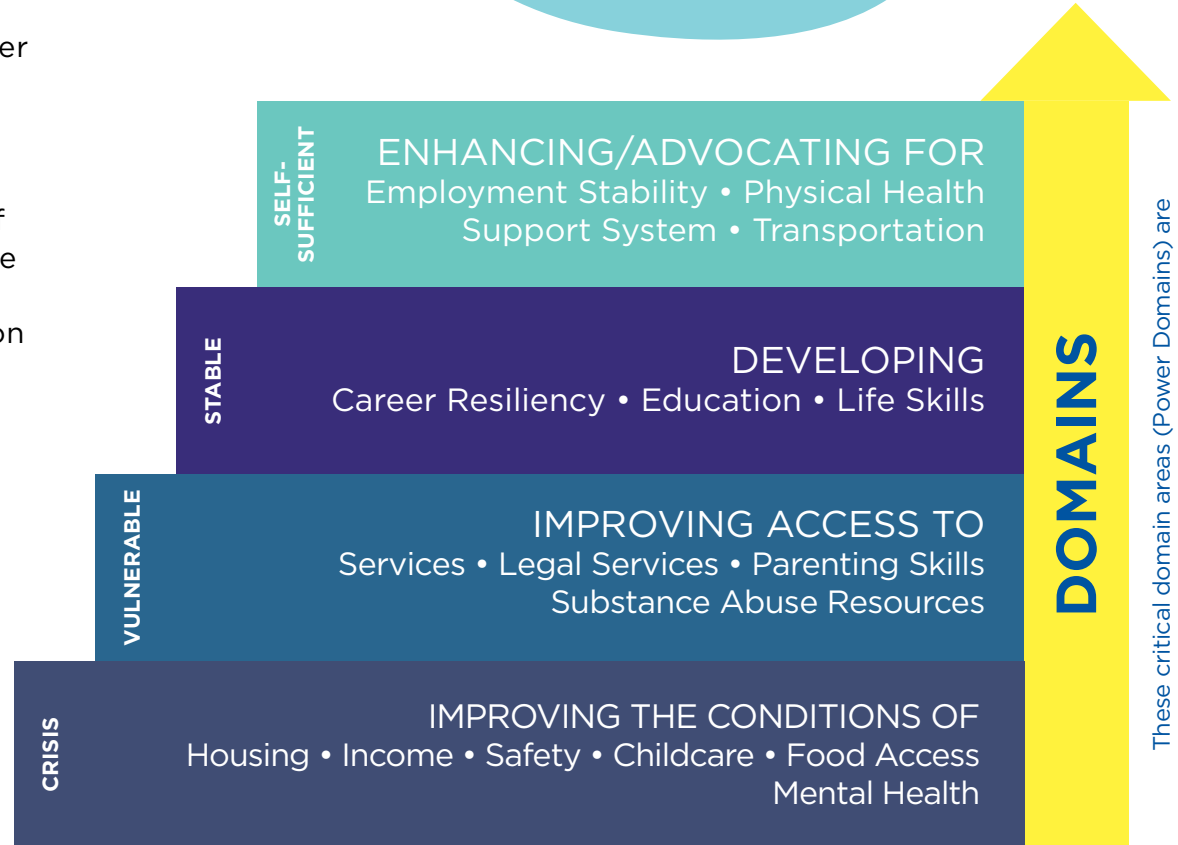 er
f
e
on
SELF-
SUFFICIENT
ENHANCING/ADVOCATING FOR
Employment Stability • Physical Health
Support System • Transportation
STABLE
DEVELOPING
Career Resiliency • Education • Life Skills
VULNERABLE
IMPROVING ACCESS TO
Services • Legal Services • Parenting Skills
Substance Abuse Resources
CRISIS
IMPROVING THE CONDITIONS OF
Housing • Income • Safety • Childcare • Food Access
Mental Health
DOMAINS
These critical domain areas (Power Domains) are